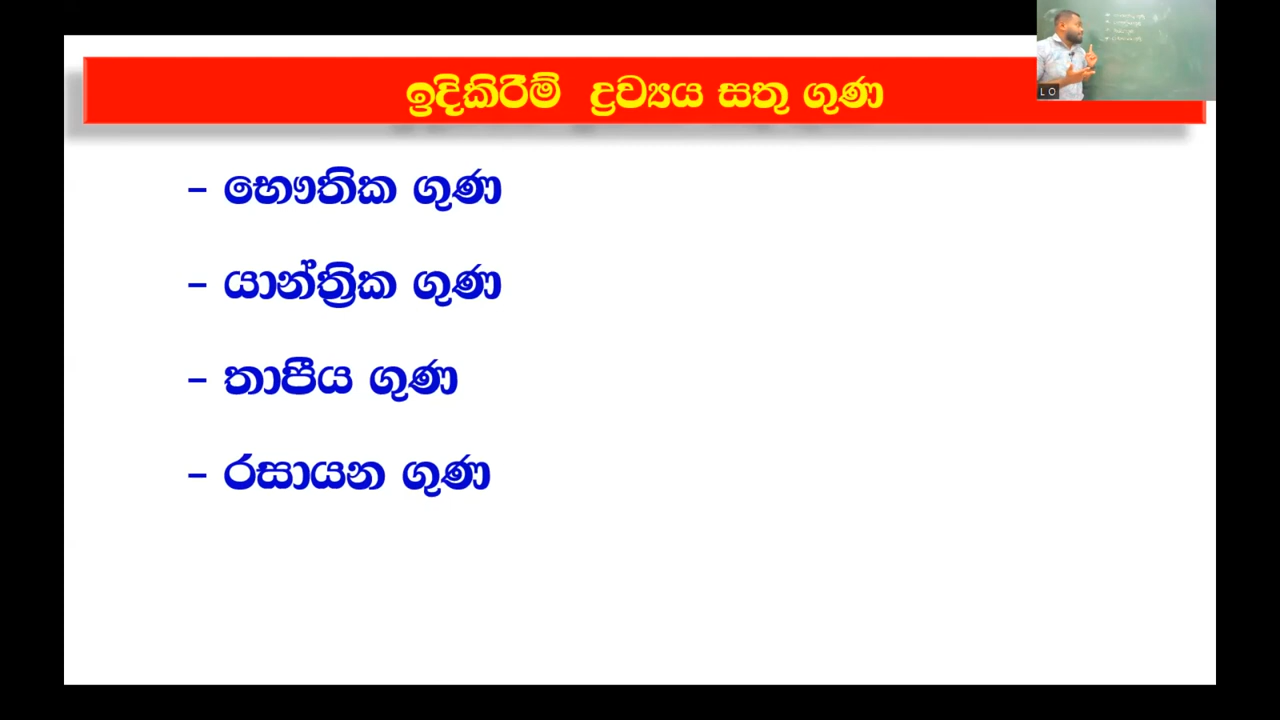 ඉදිකිරීම් ද්‍රව්‍යය සතු ගුණ
- භෞතික ගුණ
- යාන්ත්‍රික ගුණ
- තාපීය ගුණ
- රසායන ගුණ
L O